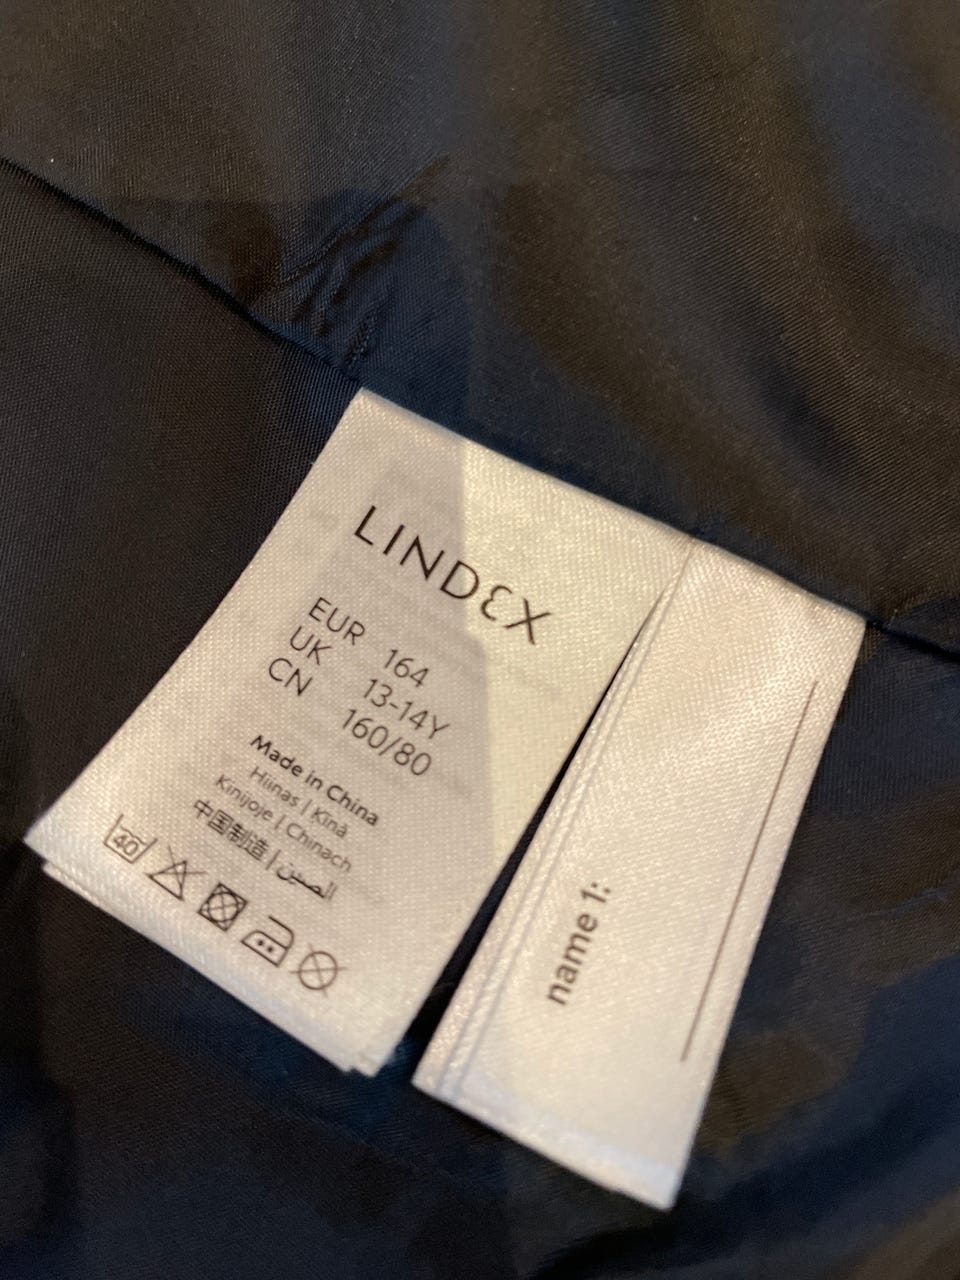 LINDEX
EUR 164
UK 13-14Y
CN 160/80
Made in China
Hiinas | Ķīnā
Kinijoje | Chinach
中国制造 | الصين
40
name 1: